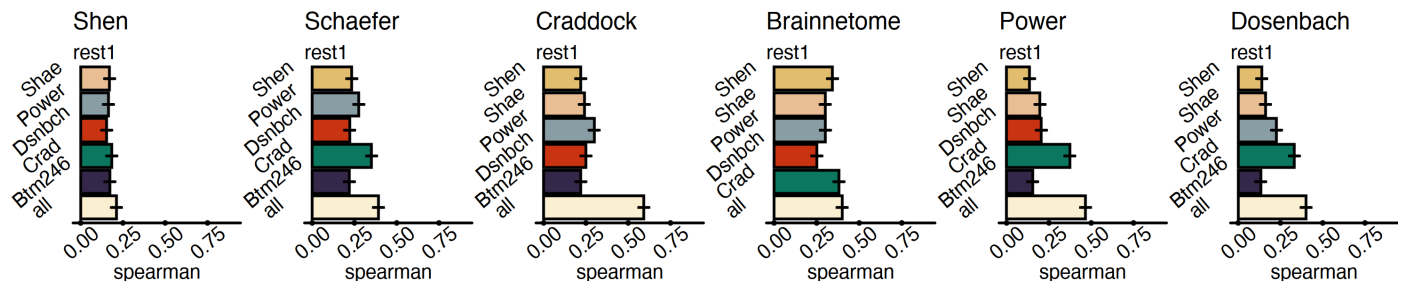 Shen
rest1
Shae
Power
Dsnbch
Crad
Btm246
all
0.00
0.25
0.50
0.75
spearman
Schaefer
rest1
Shen
Power
Dsnbch
Crad
Btm246
all
0.00
0.25
0.50
0.75
spearman
Craddock
rest1
Shen
Shae
Power
Dsnbch
Btm246
all
0.00
0.25
0.50
0.75
spearman
Brainnetome
rest1
Shen
Shae
Power
Dsnbch
Crad
all
0.00
0.25
0.50
0.75
spearman
Power
rest1
Shen
Shae
Dsnbch
Crad
Btm246
all
0.00
0.25
0.50
0.75
spearman
Dosenbach
rest1
Shen
Shae
Power
Crad
Btm246
all
0.00
0.25
0.50
0.75
spearman